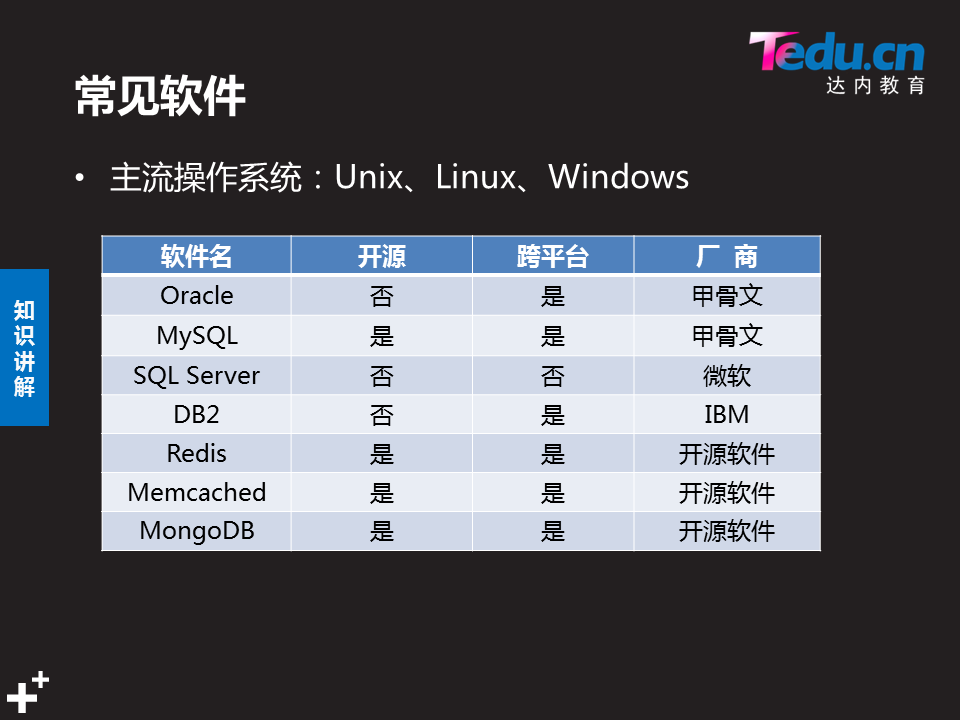 Tedu.cn
达内教育
常见软件
• 主流操作系统：Unix、Linux、Windows
知识讲解
软件名 开源 跨平台 厂 商
Oracle 否 是 甲骨文
MySQL 是 是 甲骨文
SQL Server 否 否 微软
DB2 否 是 IBM
Redis 是 是 开源软件
Memcached 是 是 开源软件
MongoDB 是 是 开源软件